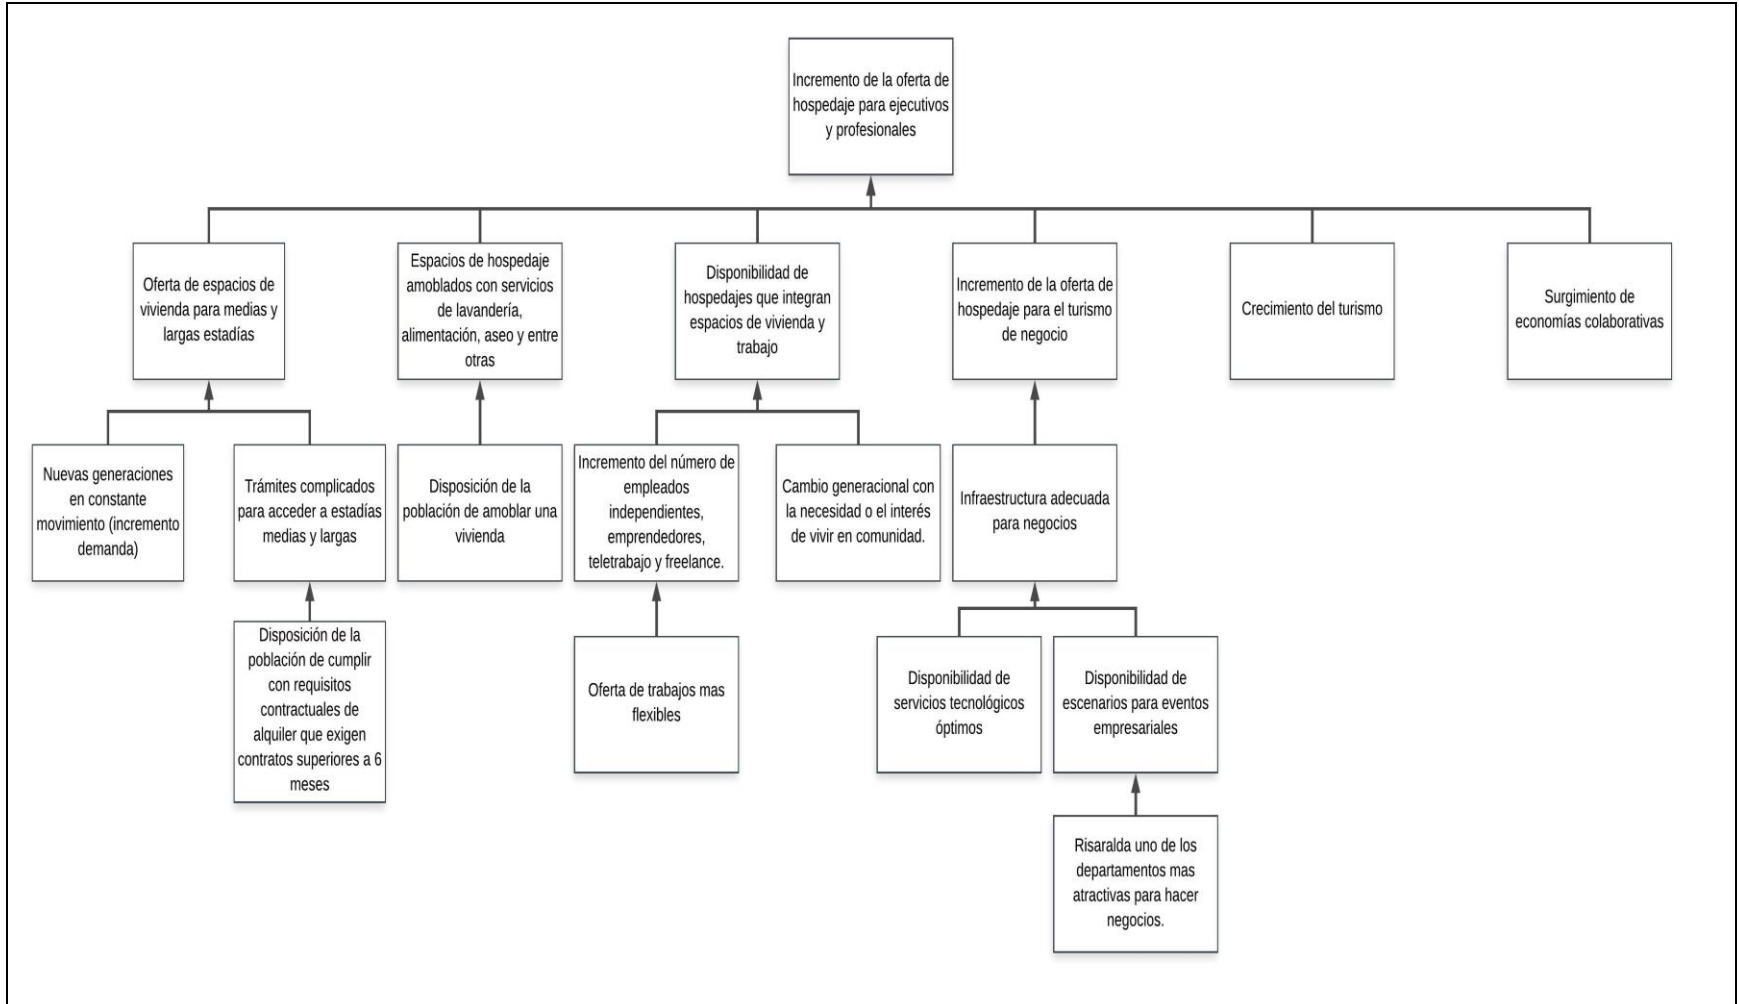 Incremento de la oferta de
hospedaje para ejecutivos
y profesionales
Oferta de espacios de
vivienda para medias y
largas estadías
Espacios de hospedaje
amoblados con servicios
de lavandería,
alimentación, aseo y entre
otras
Disponibilidad de
hospedajes que integran
espacios de vivienda y
trabajo
Incremento de la oferta de
hospedaje para el turismo
de negocio
Crecimiento del turismo
Surgimiento de
economías colaborativas
Nuevas generaciones
en constante
movimiento (incremento
demanda)
Trámites complicados
para acceder a estadías
medias y largas
Disposición de la
población de amoblar una
vivienda
Incremento del número de
empleados
independientes,
emprendedores,
teletrabajo y freelance.
Cambio generacional con
la necesidad o el interés
de vivir en comunidad.
Infraestructura adecuada
para negocios
Disposición de la
población de cumplir
con requisitos
contractuales de
alquiler que exigen
contratos superiores a 6
meses
Oferta de trabajos mas
flexibles
Disponibilidad de
servicios tecnológicos
óptimos
Disponibilidad de
escenarios para eventos
empresariales
Risaralda uno de los
departamentos mas
atractivas para hacer
negocios.